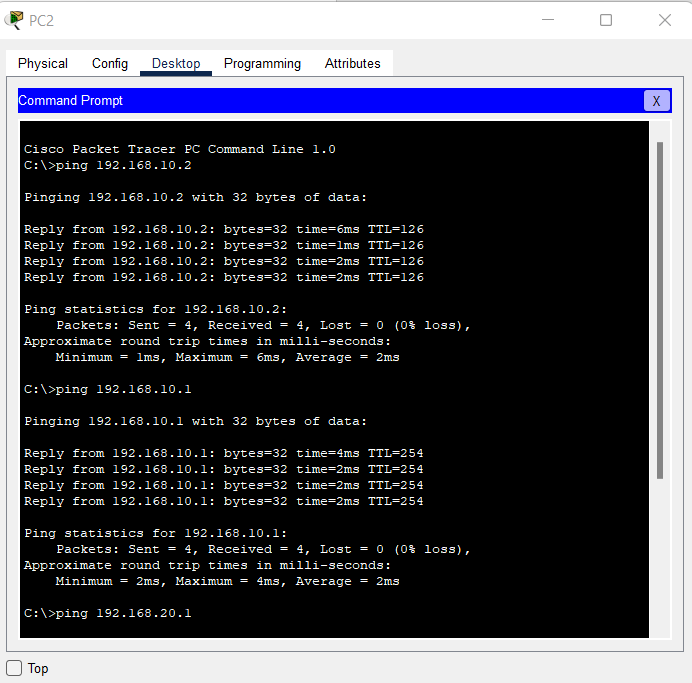 PC2
Physical Config Desktop Programming Attributes
Command Prompt X
Cisco Packet Tracer PC Command Line 1.0
C:\>ping 192.168.10.2
Pinging 192.168.10.2 with 32 bytes of data:
Reply from 192.168.10.2: bytes=32 time=6ms TTL=126
Reply from 192.168.10.2: bytes=32 time=1ms TTL=126
Reply from 192.168.10.2: bytes=32 time=2ms TTL=126
Reply from 192.168.10.2: bytes=32 time=2ms TTL=126
Ping statistics for 192.168.10.2:
    Packets: Sent = 4, Received = 4, Lost = 0 (0% loss),
Approximate round trip times in milli-seconds:
    Minimum = 1ms, Maximum = 6ms, Average = 2ms
C:\>ping 192.168.10.1
Pinging 192.168.10.1 with 32 bytes of data:
Reply from 192.168.10.1: bytes=32 time=4ms TTL=254
Reply from 192.168.10.1: bytes=32 time=2ms TTL=254
Reply from 192.168.10.1: bytes=32 time=2ms TTL=254
Reply from 192.168.10.1: bytes=32 time=2ms TTL=254
Ping statistics for 192.168.10.1:
    Packets: Sent = 4, Received = 4, Lost = 0 (0% loss),
Approximate round trip times in milli-seconds:
    Minimum = 2ms, Maximum = 4ms, Average = 2ms
C:\>ping 192.168.20.1
Top